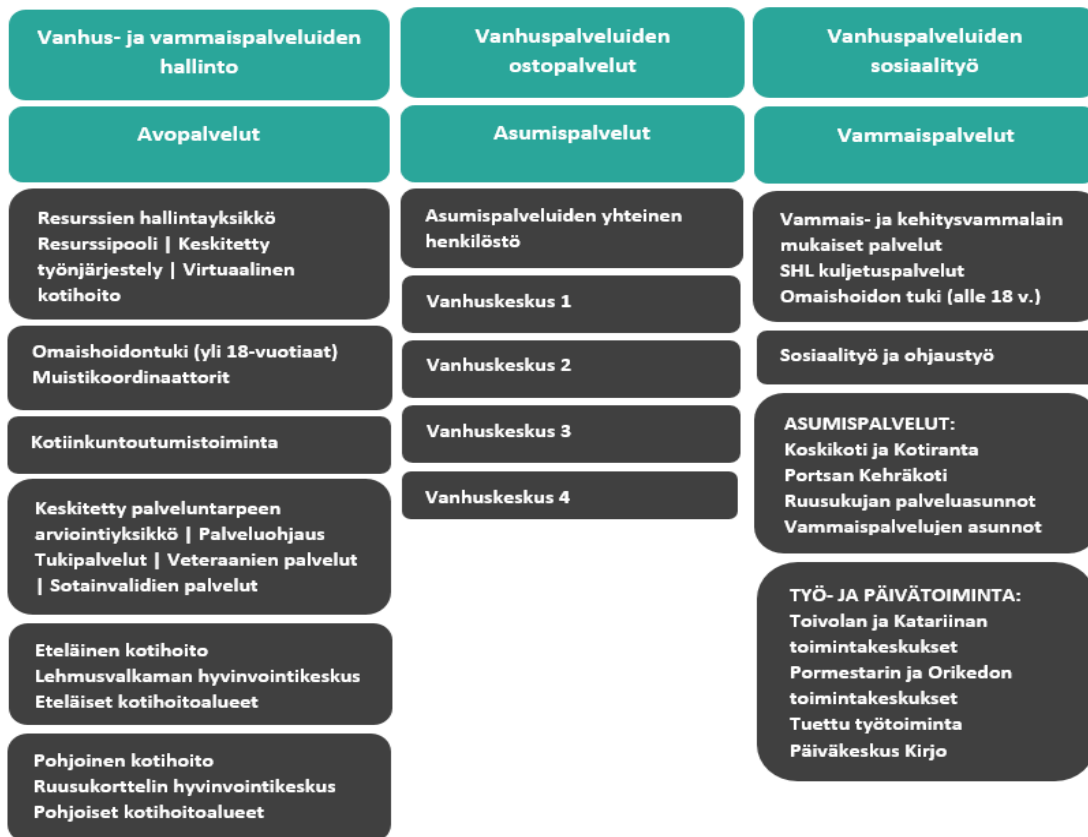 Vanhus- ja vammaispalveluiden
hallinto
Vanhuspalveluiden
ostopalvelut
Vanhuspalveluiden
sosiaalityö
Avopalvelut
Asumispalvelut
Vammaispalvelut
Resurssien hallintayksikkö
Resurssipooli | Keskitetty
työnjärjestely | Virtuaalinen
kotihoito
Omaishoidontuki (yli 18-vuotiaat)
Muistikoordinaattorit
Kotiinkuntoutumistoiminta
Keskitetty palveluntarpeen
arviointiyksikkö | Palveluohjaus
Tukipalvelut | Veteraanien palvelut
| Sotainvalidien palvelut
Eteläinen kotihoito
Lehmusvalkaman hyvinvointikeskus
Eteläiset kotihoitoalueet
Pohjoinen kotihoito
Ruusukorttelin hyvinvointikeskus
Pohjoiset kotihoitoalueet
Asumispalveluiden yhteinen
henkilöstö
Vanhuskeskus 1
Vanhuskeskus 2
Vanhuskeskus 3
Vanhuskeskus 4
Vammais- ja kehitysvammalain
mukaiset palvelut
SHL kuljetuspalvelut
Omaishoidon tuki (alle 18 v.)
Sosiaalityö ja ohjaustyö
ASUMISPALVELUT:
Koskikoti ja Kotiranta
Portsan Kehräkoti
Ruusukujan palveluasunnot
Vammaispalvelujen asunnot
TYÖ- JA PÄIVÄTOIMINTA:
Toivolan ja Katariinan
toimintakeskukset
Pormestarin ja Orikedon
toimintakeskukset
Tuettu työtoiminta
Päiväkeskus Kirjo